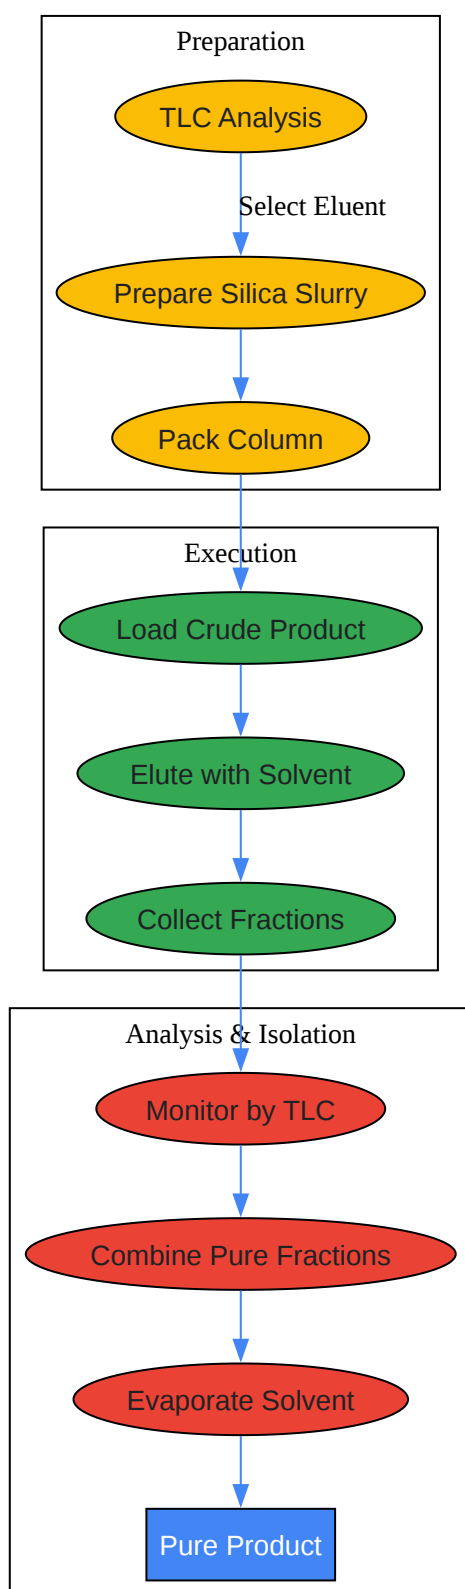 Preparation
TLC Analysis
Select Eluent
Prepare Silica Slurry
Pack Column
Execution
Load Crude Product
Elute with Solvent
Collect Fractions
Analysis & Isolation
Monitor by TLC
Combine Pure Fractions
Evaporate Solvent
Pure Product